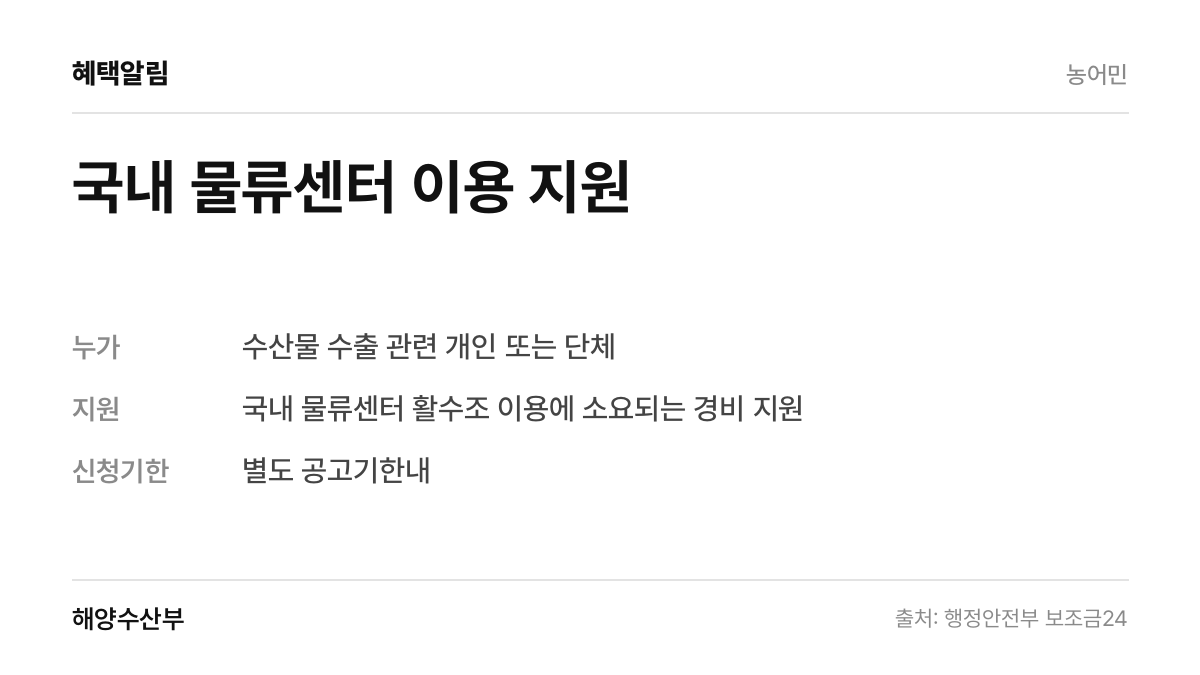 혜택알림
농어민
국내 물류센터 이용 지원
누가 수산물 수출 관련 개인 또는 단체
지원 국내 물류센터 활수조 이용에 소요되는 경비 지원
신청기한 별도 공고기한내
해양수산부
출처: 행정안전부 보조금24